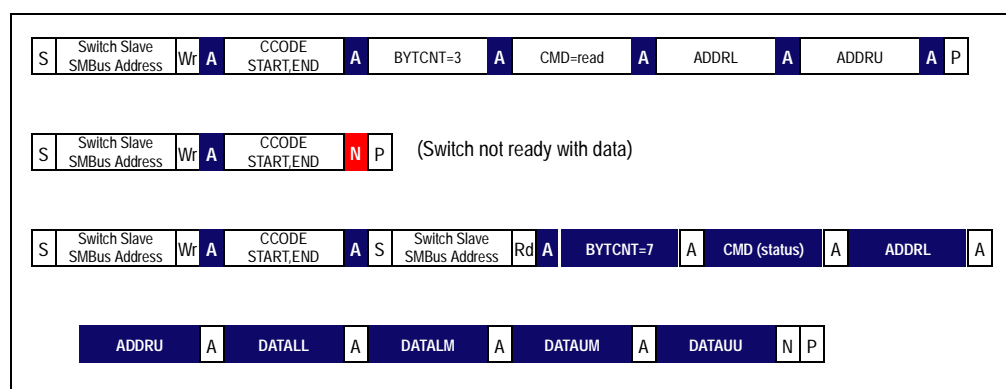 S Switch Slave SMBus Address Wr A CCODE START,END A BYTCNT=3 A CMD=read A ADDRL A ADDRU A P
S Switch Slave SMBus Address Wr A CCODE START,END N P (Switch not ready with data)
S Switch Slave SMBus Address Wr A CCODE START,END A S Switch Slave SMBus Address Rd A BYTCNT=7 A CMD (status) A ADDRL A
ADDRU A DATALL A DATALM A DATAUM A DATAUU N P